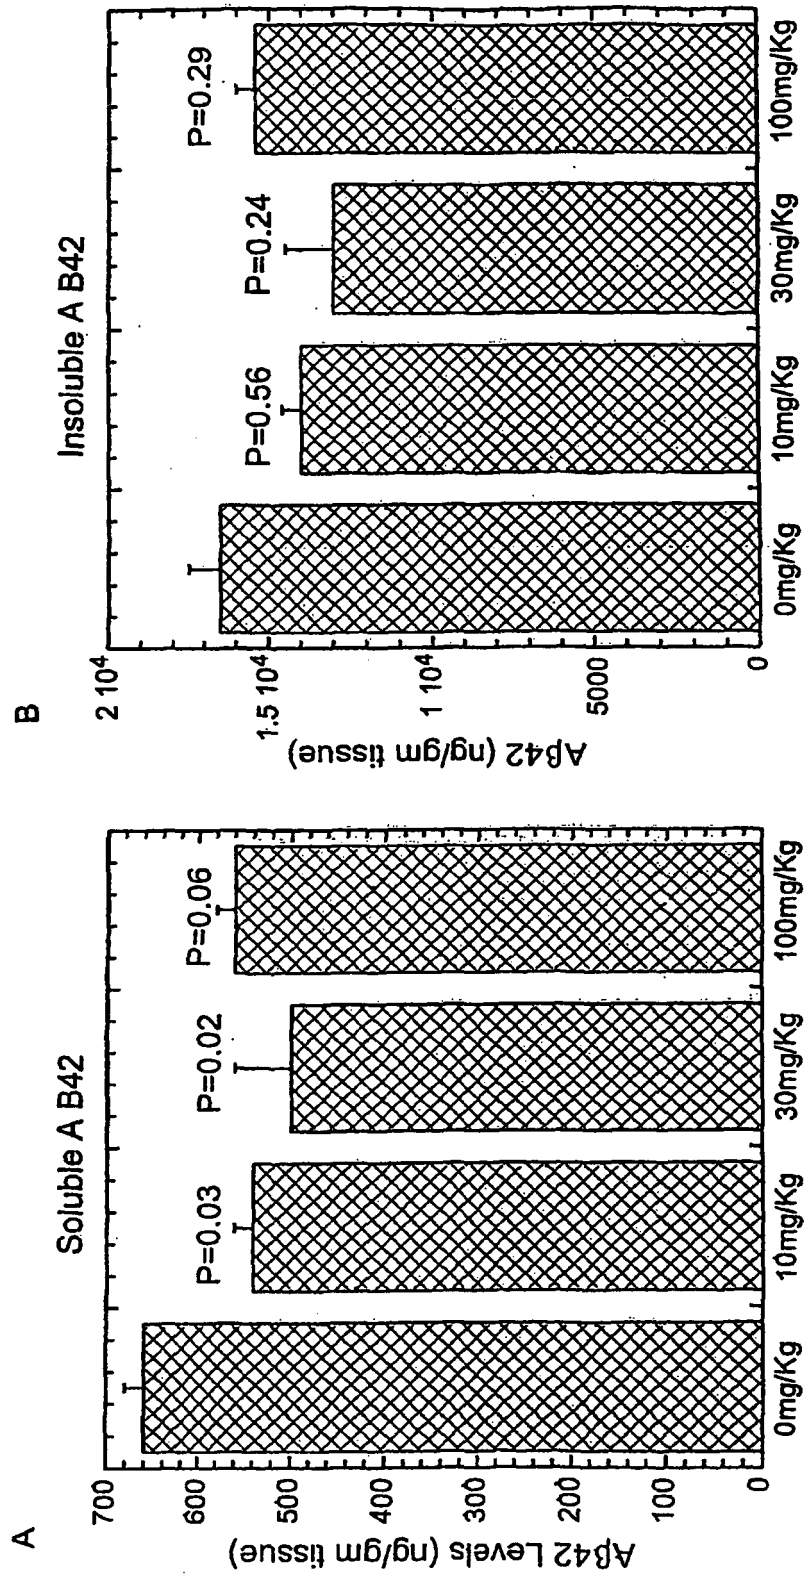 A
Soluble A B42
Aβ42 Levels (ng/gm tissue)
700
600
500
400
300
200
100
0
P=0.03
P=0.02
P=0.06
0mg/Kg
10mg/Kg
30mg/Kg
100mg/Kg
B
Insoluble A B42
Aβ42 (ng/gm tissue)
2 10⁴
1.5 10⁴
1 10⁴
5000
0
P=0.56
P=0.24
P=0.29
0mg/Kg
10mg/Kg
30mg/Kg
100mg/Kg